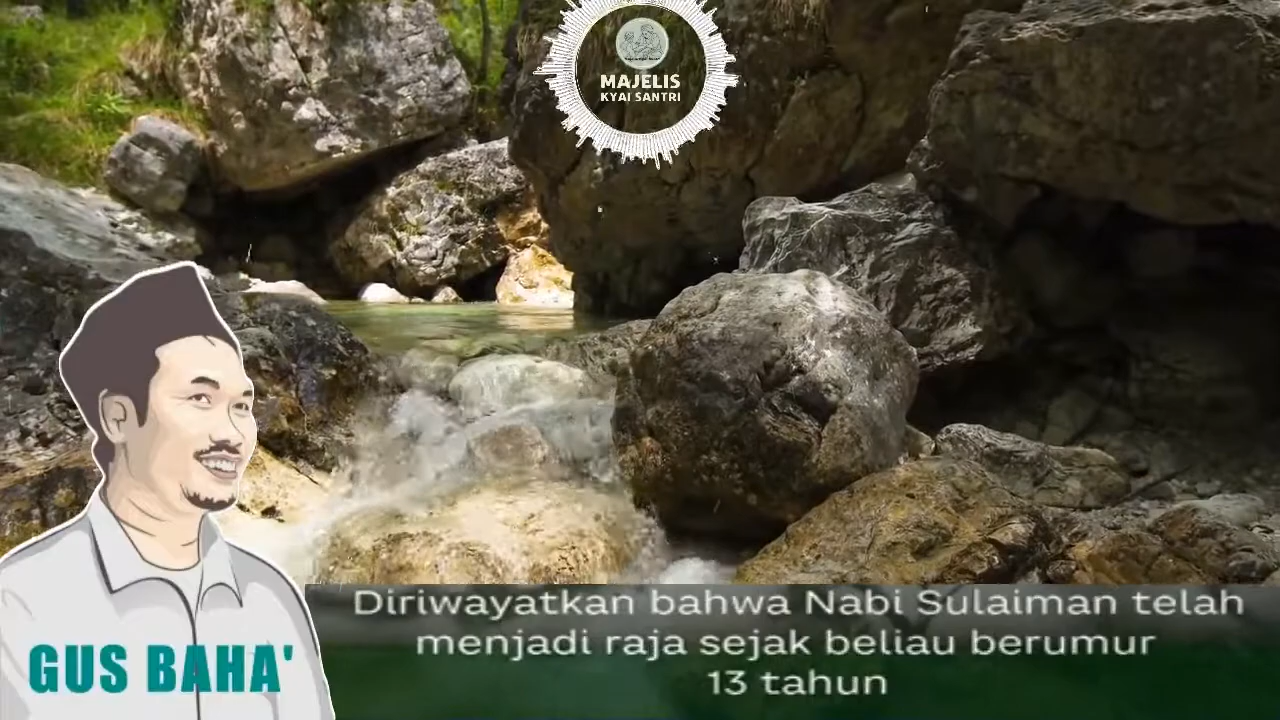 MAJELIS
KYAI SANTRI
Diriwayatkan bahwa Nabi Sulaiman telah
menjadi raja sejak beliau berumur
13 tahun
GUS BAHA'